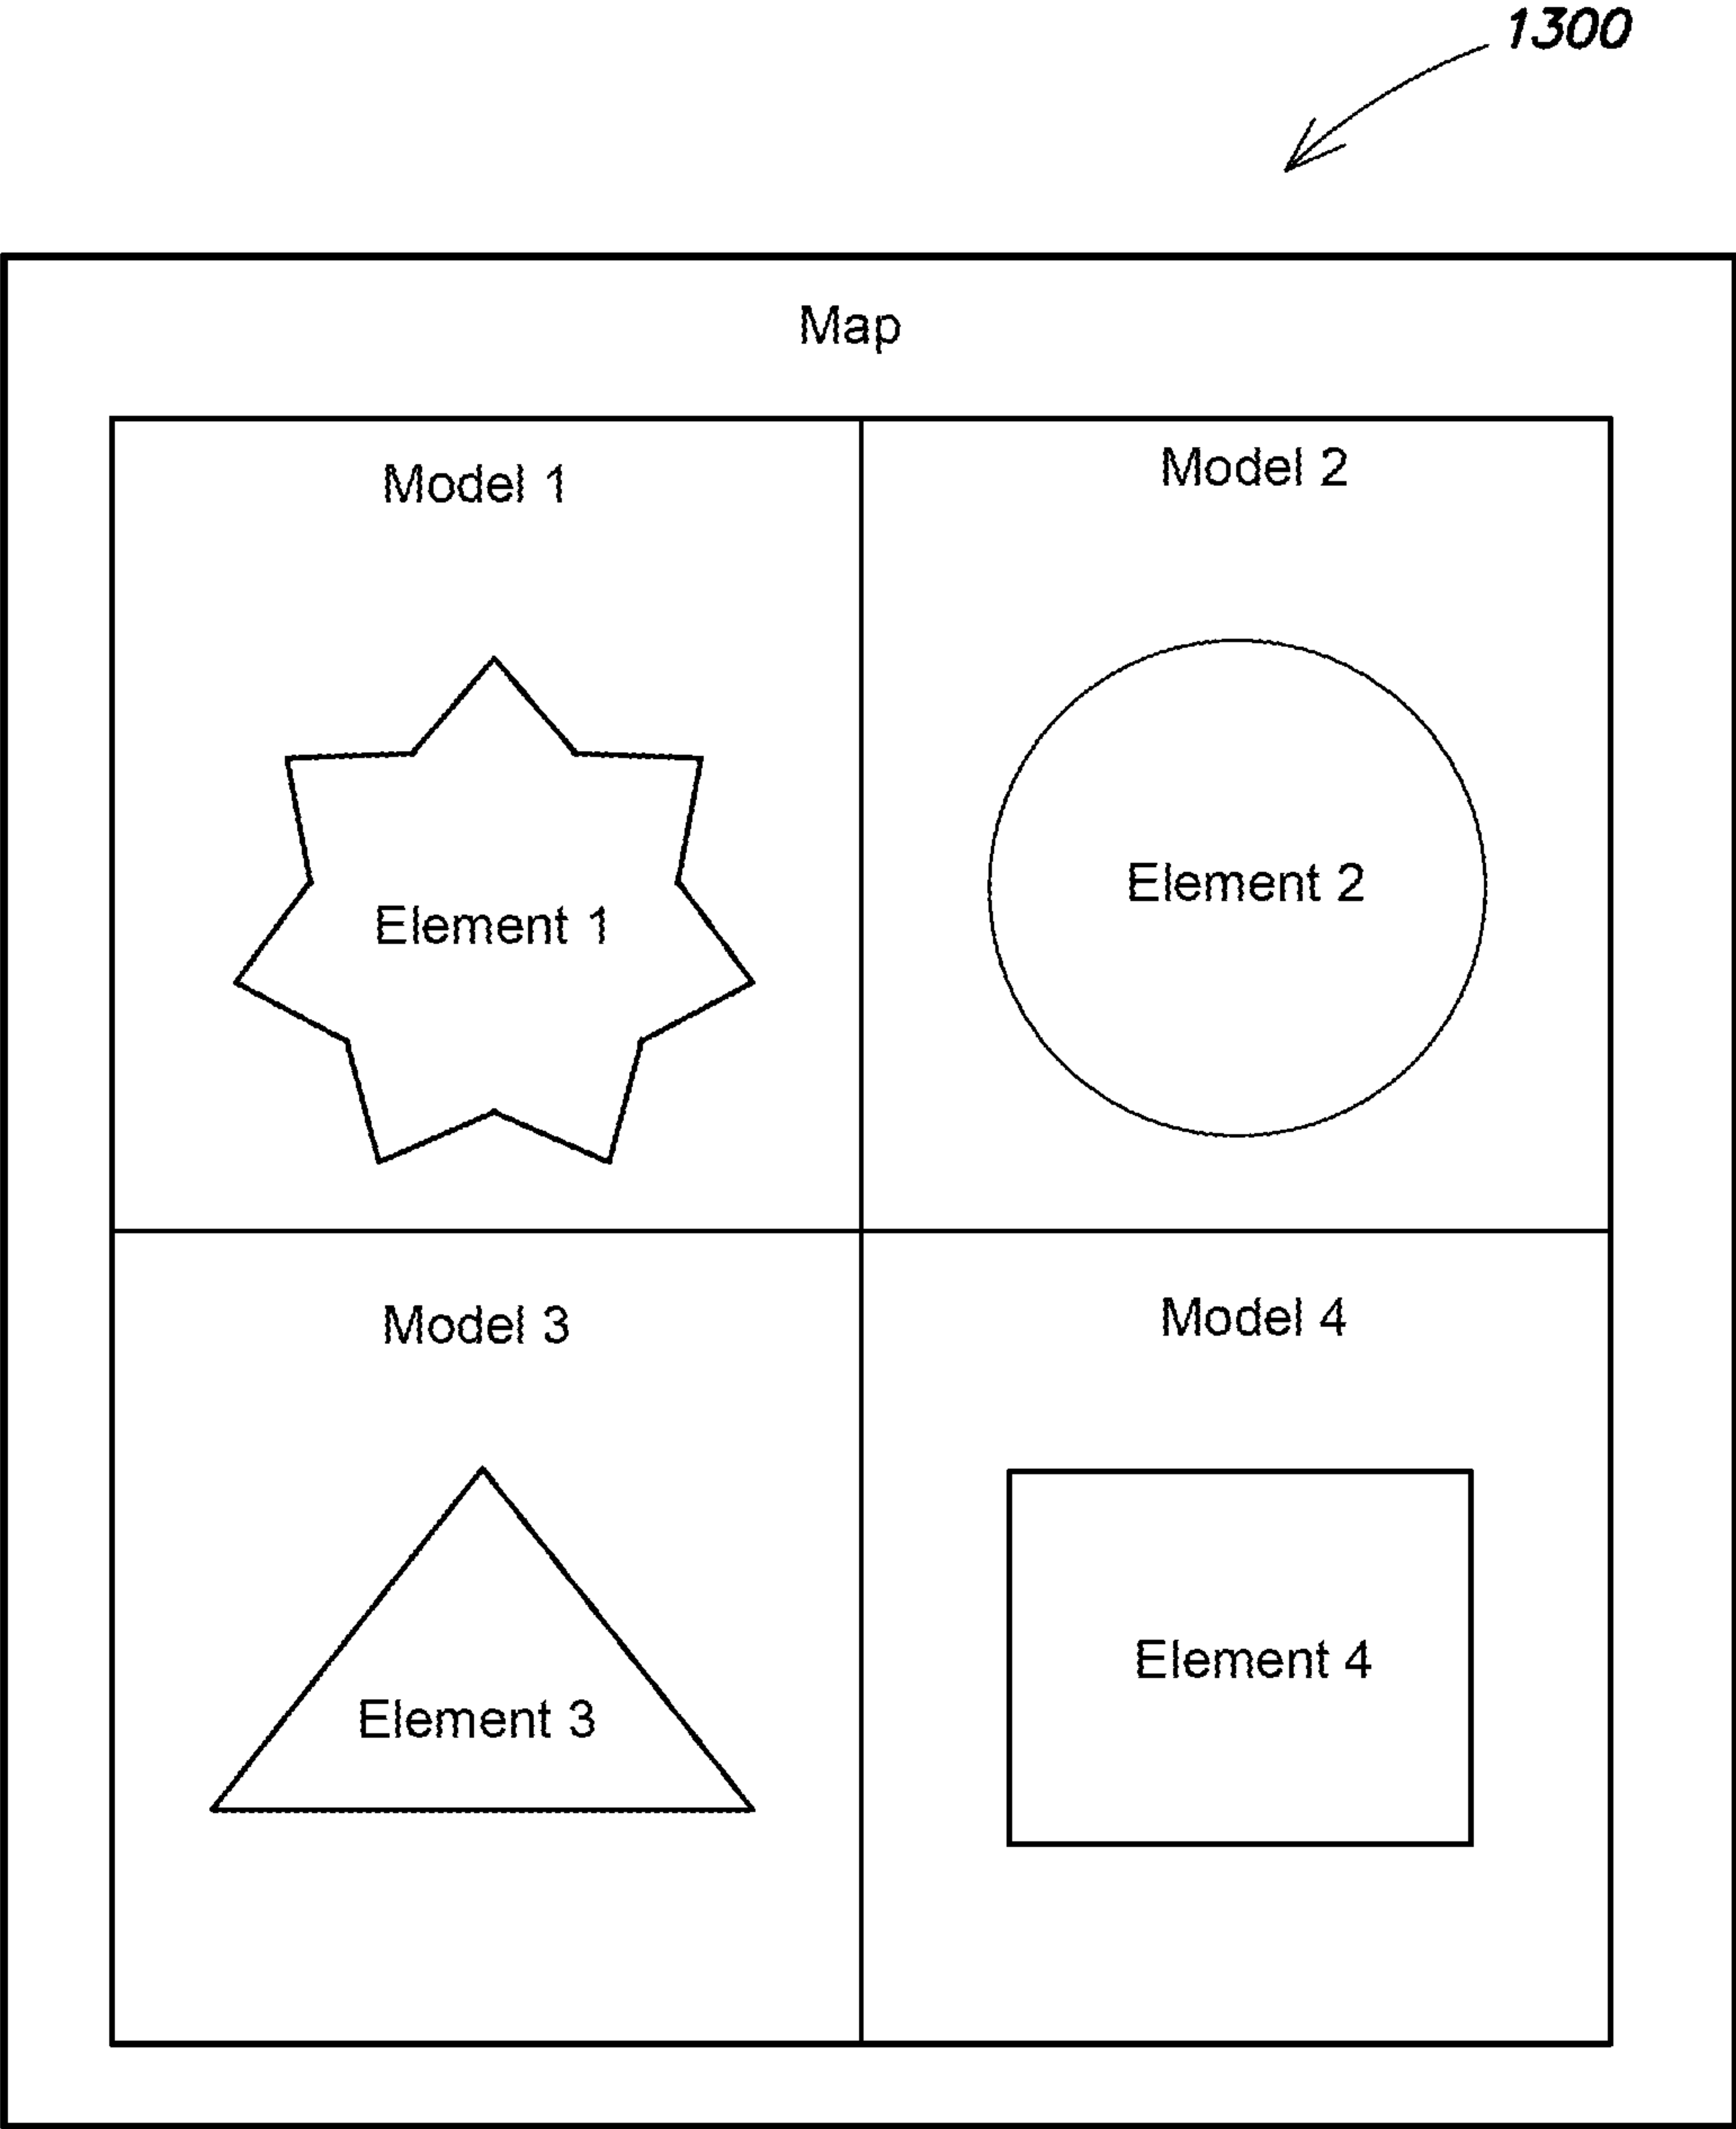 1300
Map
Model 1
Model 2
Element 1
Element 2
Model 3
Model 4
Element 3
Element 4